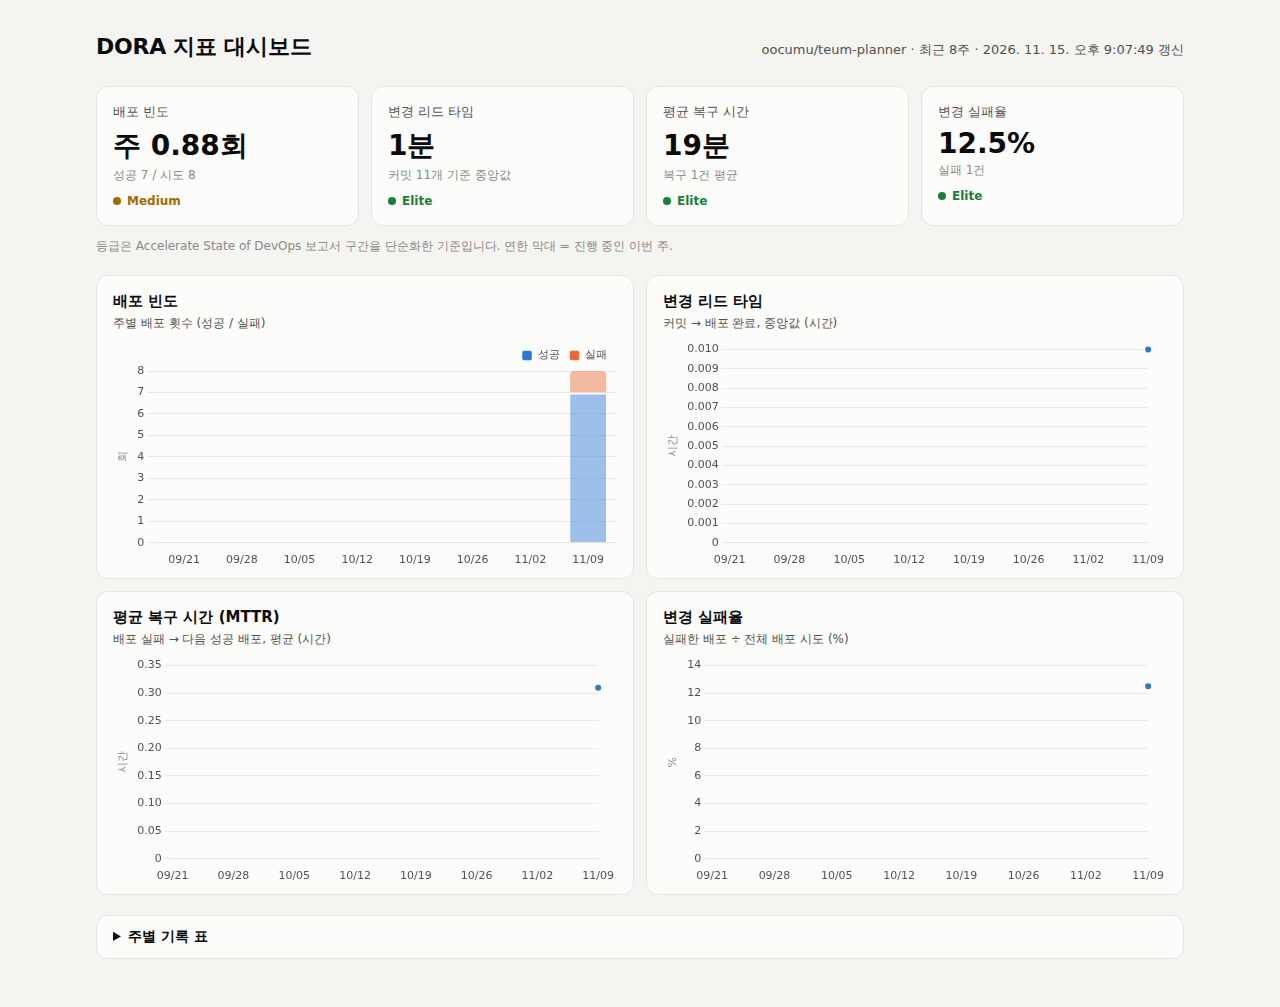 DORA 지표 대시보드
oocumu/teum-planner · 최근 8주 · 2026. 11. 15. 오후 9:07:49 갱신
배포 빈도
주 0.88회
성공 7 / 시도 8
Medium
변경 리드 타임
1분
커밋 11개 기준 중앙값
Elite
평균 복구 시간
19분
복구 1건 평균
Elite
변경 실패율
12.5%
실패 1건
Elite
등급은 Accelerate State of DevOps 보고서 구간을 단순화한 기준입니다. 연한 막대 = 진행 중인 이번 주.
배포 빈도
주별 배포 횟수 (성공 / 실패)
성공 실패
회
8
7
6
5
4
3
2
1
0
09/21 09/28 10/05 10/12 10/19 10/26 11/02 11/09
변경 리드 타임
커밋 → 배포 완료, 중앙값 (시간)
시간
0.010
0.009
0.008
0.007
0.006
0.005
0.004
0.003
0.002
0.001
0
09/21 09/28 10/05 10/12 10/19 10/26 11/02 11/09
평균 복구 시간 (MTTR)
배포 실패 → 다음 성공 배포, 평균 (시간)
시간
0.35
0.30
0.25
0.20
0.15
0.10
0.05
0
09/21 09/28 10/05 10/12 10/19 10/26 11/02 11/09
변경 실패율
실패한 배포 ÷ 전체 배포 시도 (%)
%
14
12
10
8
6
4
2
0
09/21 09/28 10/05 10/12 10/19 10/26 11/02 11/09
▶ 주별 기록 표